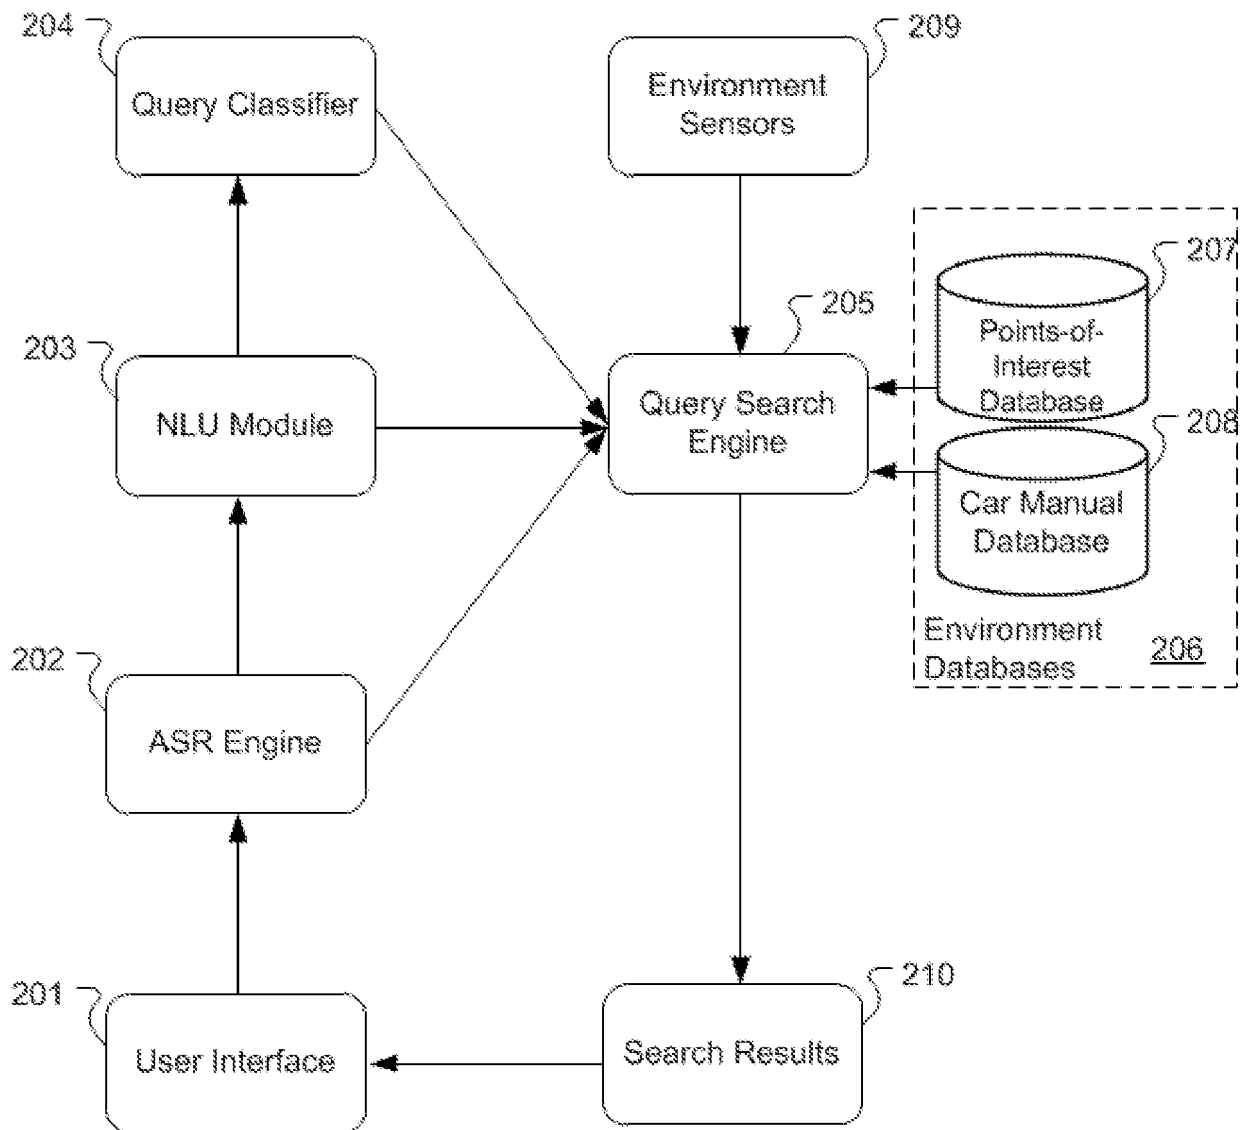 204
Query Classifier
209
Environment
Sensors
207
Points-of-
Interest
Database
205
Query Search
Engine
203
NLU Module
208
Car Manual
Database
Environment
Databases
206
202
ASR Engine
201
User Interface
210
Search Results